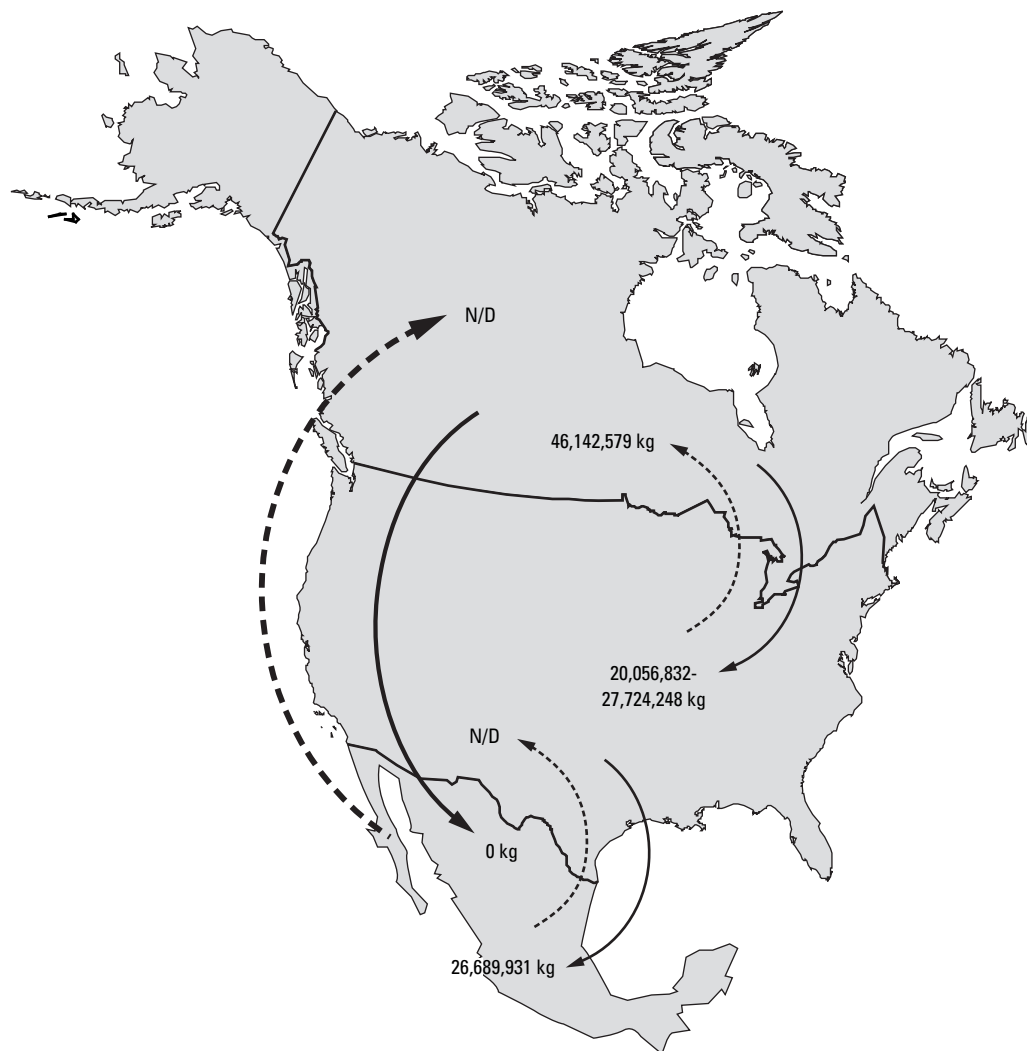 N/D
46,142,579 kg
20,056,832-
27,724,248 kg
N/D
0 kg
26,689,931 kg